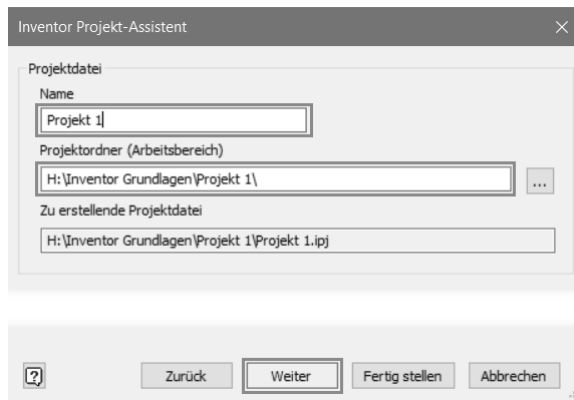 Inventor Projekt-Assistent
Projektdatei
Name
Projekt 1
Projektordner (Arbeitsbereich)
H:\Inventor Grundlagen\Projekt 1\
...
Zu erstellende Projektdatei
H:\Inventor Grundlagen\Projekt 1\Projekt 1.ipj
? Zurück Weiter Fertig stellen Abbrechen